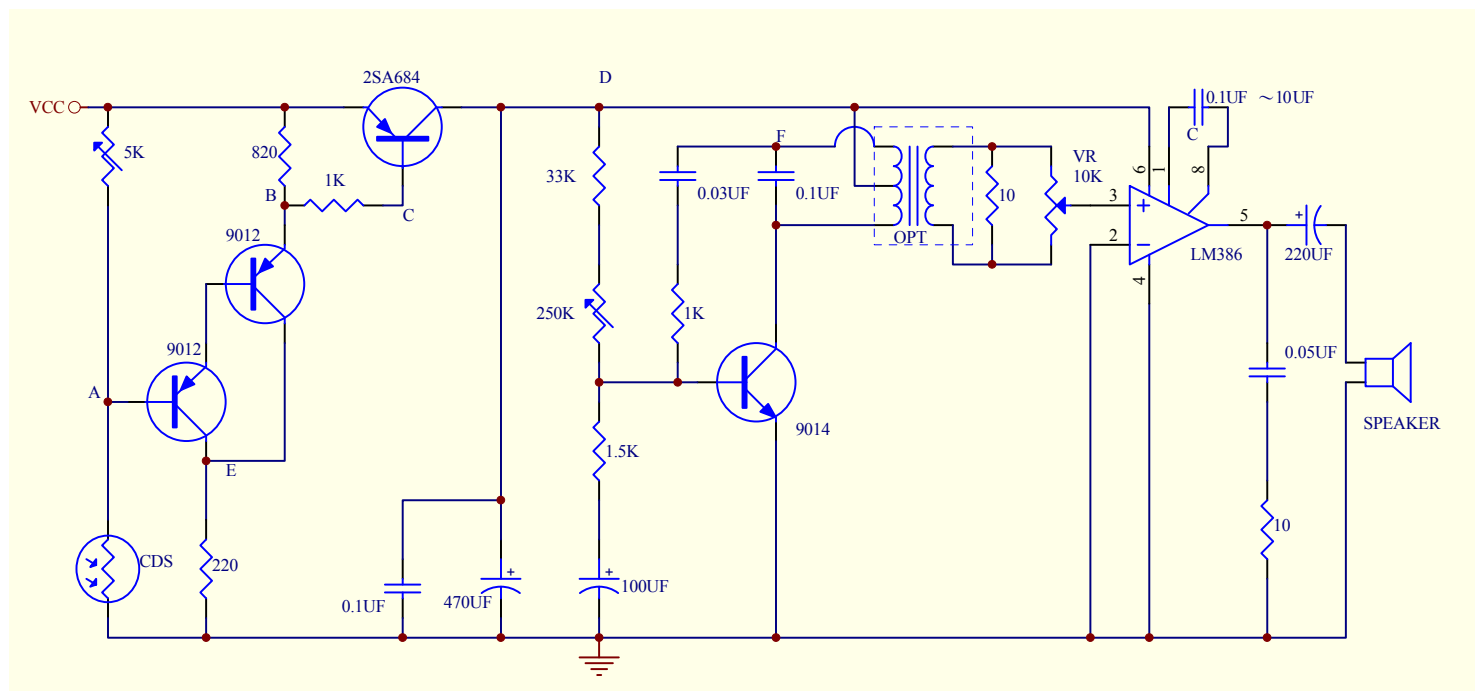 2SA684
D
VCC
0.1UF ～10UF
C
5K
820
F
VR
10K
1K
33K
0.03UF
0.1UF
10
6
1
8
B
C
3
5
9012
OPT
2
LM386
220UF
4
250K
1K
9012
0.05UF
A
9014
SPEAKER
E
1.5K
10
CDS
220
0.1UF
470UF
100UF